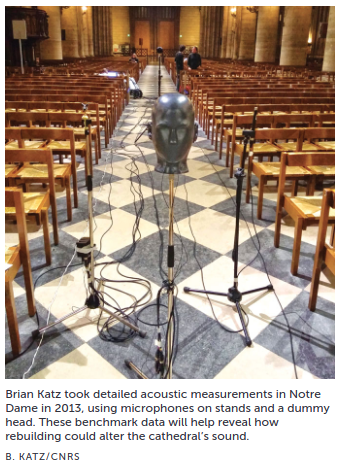 Brian Katz took detailed acoustic measurements in Notre
Dame in 2013, using microphones on stands and a dummy
head. These benchmark data will help reveal how
rebuilding could alter the cathedral's sound.
B. KATZ/CNRS